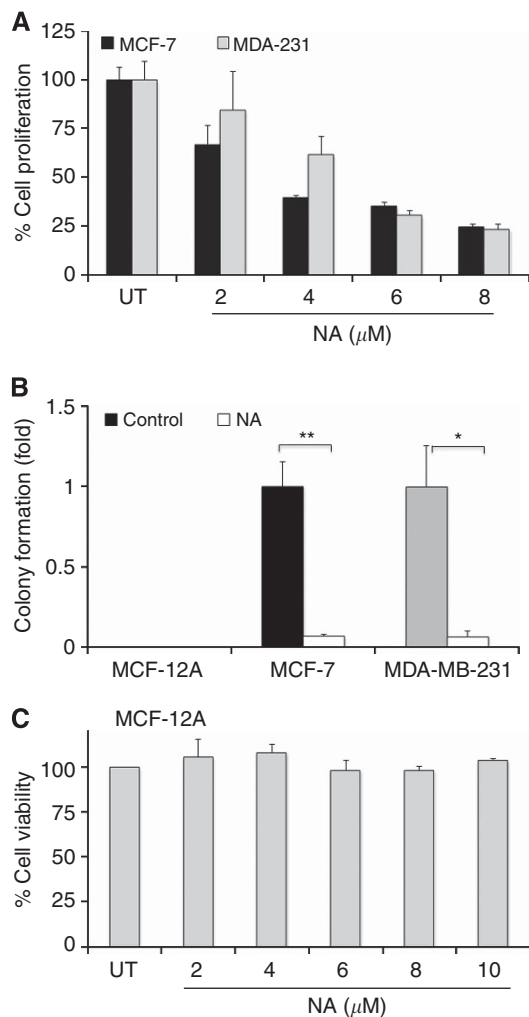 A
125
100
75
50
25
0
% Cell proliferation
MCF-7 MDA-231
UT 2 4 6 8
NA (μM)
B
1.5
1
0.5
0
Colony formation (fold)
Control NA
** *
MCF-12A MCF-7 MDA-MB-231
C
MCF-12A
100
75
50
25
0
% Cell viability
UT 2 4 6 8 10
NA (μM)